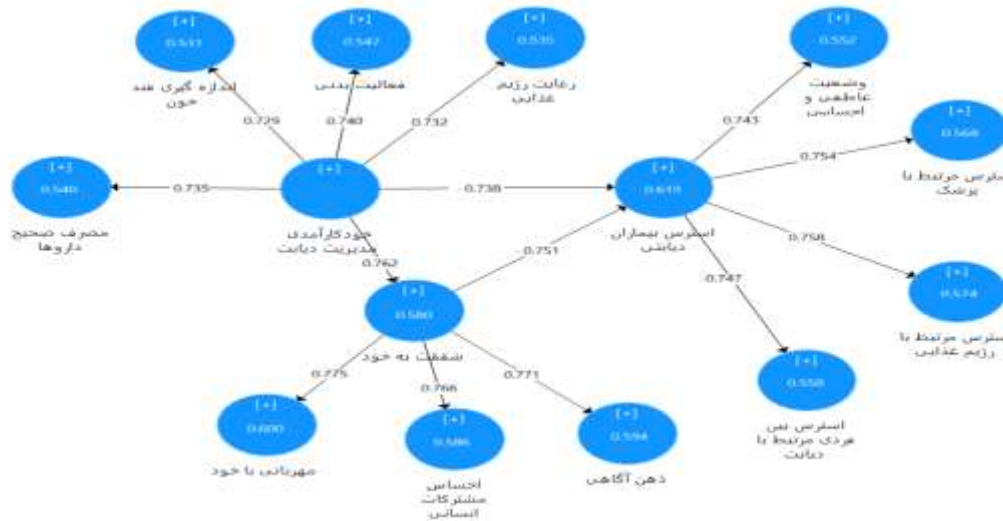 [+]
0.531
اندازه گیری قند
خون
[+]
0.547
فعالیت بدنی
[+]
0.535
رعایت رژیم
غذایی
[+]
0.552
وضعیت
عاطفی و
احساسی
[+]
0.568
استرس مرتبط با
پزشک
0.729
0.740
0.732
0.743
0.754
[+]
0.540
مصرف صحیح
داروها
0.735
[+]
خودکارآمدی
مدیریت دیابت
-0.738
[+]
استرس بیماران
دیابتی
0.762
-0.751
0.747
0.758
[+]
0.580
شفقت به خود
[+]
0.574
استرس مرتبط با
رژیم غذایی
0.775
0.766
0.771
[+]
0.558
استرس بین
فردی مرتبط با
دیابت
[+]
0.600
مهربانی با خود
[+]
0.586
احساس
مشترکات
انسانی
[+]
0.594
ذهن آگاهی